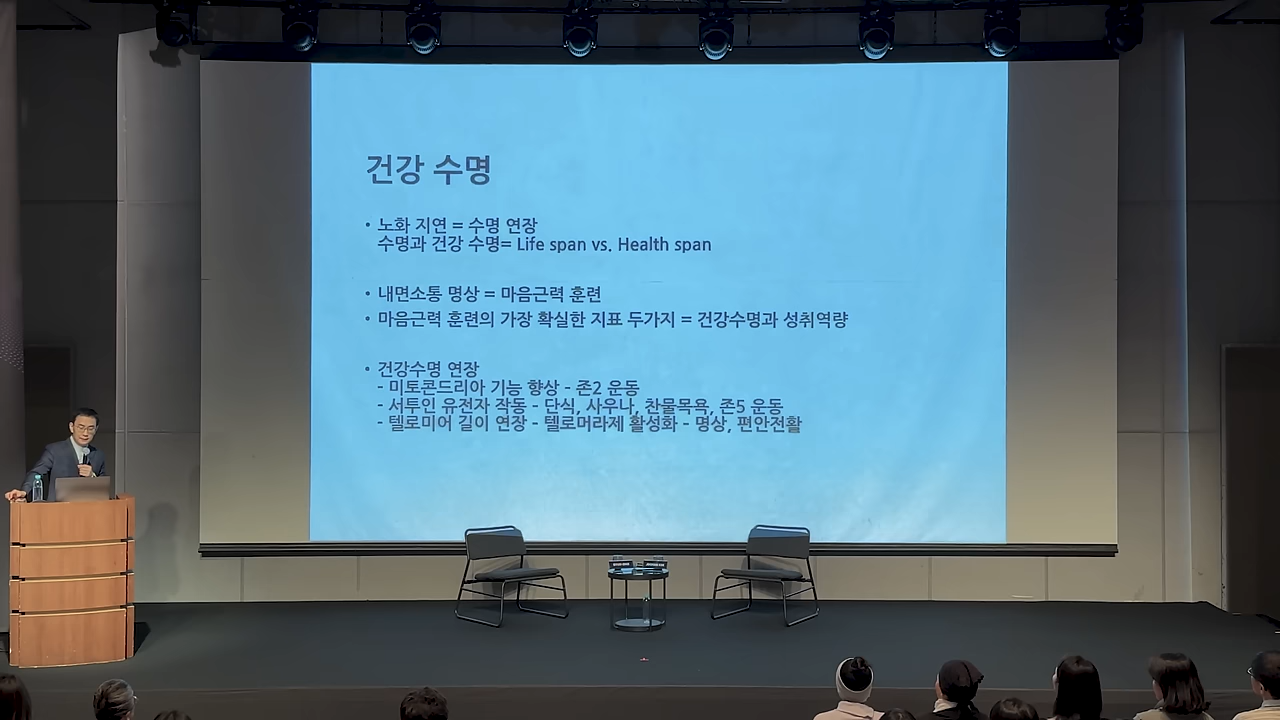 건강 수명
• 노화 지연 = 수명 연장
수명과 건강 수명= Life span vs. Health span
• 내면소통 명상 = 마음근력 훈련
• 마음근력 훈련의 가장 확실한 지표 두가지 = 건강수명과 성취역량
• 건강수명 연장
- 미토콘드리아 기능 향상 - 존2 운동
- 서투인 유전자 작동 - 단식, 사우나, 찬물목욕, 존5 운동
- 텔로미어 길이 연장 - 텔로머라제 활성화 - 명상, 편안전활